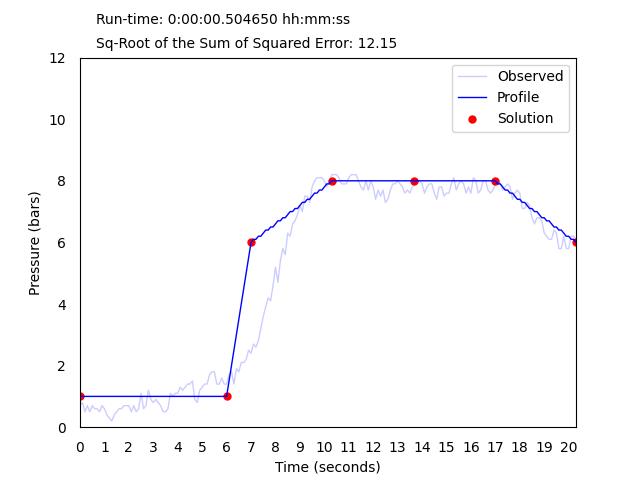 Run-time: 0:00:00.504650 hh:mm:ss
Sq-Root of the Sum of Squared Error: 12.15
12
10
8
6
4
2
0
Pressure (bars)
Observed
Profile
Solution
0 1 2 3 4 5 6 7 8 9 10 11 12 13 14 15 16 17 18 19 20
Time (seconds)